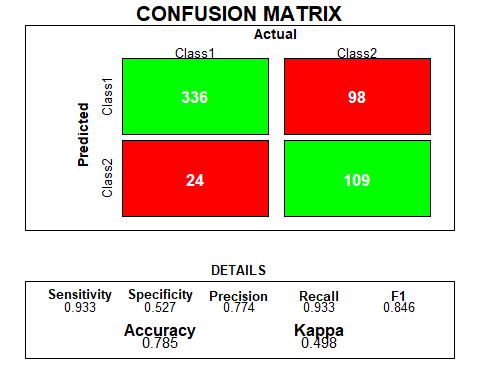 CONFUSION MATRIX
Actual
Class1 Class2
Predicted
Class1 336 98
Class2 24 109
DETAILS
Sensitivity Specificity Precision Recall F1
0.933 0.527 0.774 0.933 0.846
Accuracy Kappa
0.785 0.498